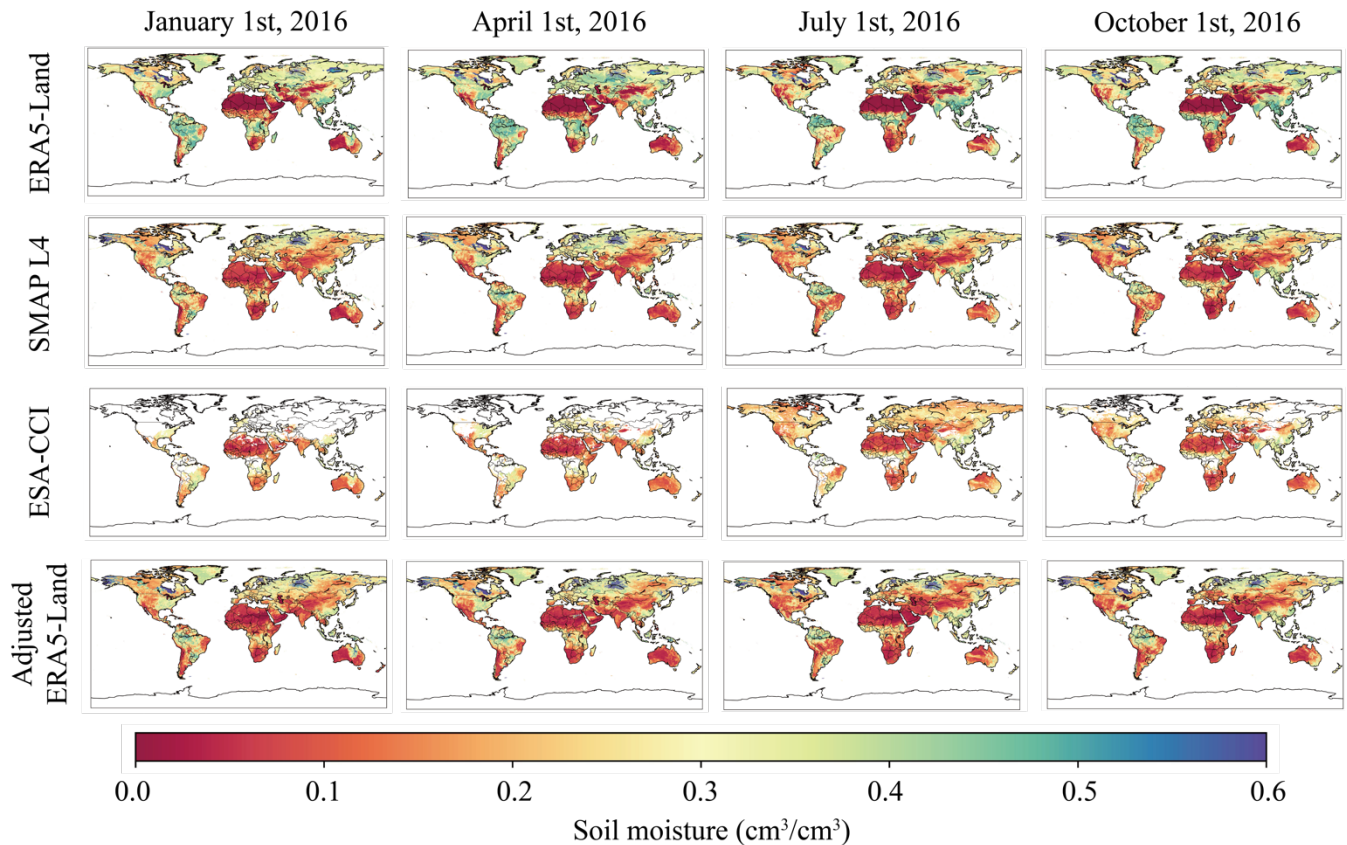 January 1st, 2016
April 1st, 2016
July 1st, 2016
October 1st, 2016
ERA5-Land
SMAP L4
ESA-CCI
Adjusted
ERA5-Land
0.0
0.1
0.2
0.3
0.4
0.5
0.6
Soil moisture (cm³/cm³)